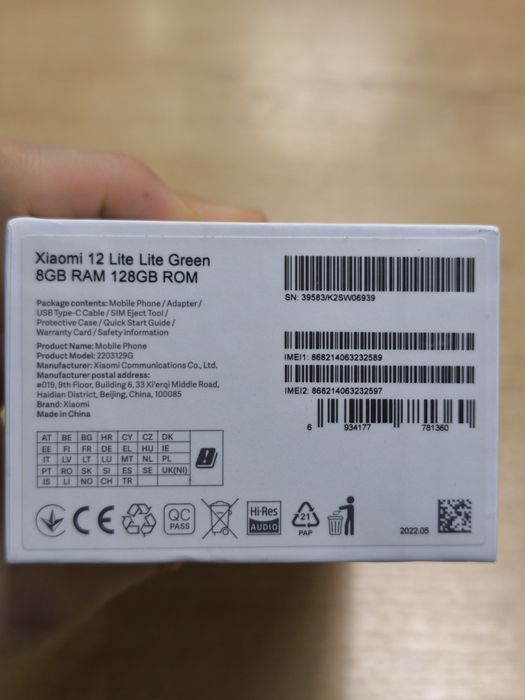 Xiaomi 12 Lite Lite Green
8GB RAM 128GB ROM
Package contents: Mobile Phone / Adapter /
USB Type-C Cable / SIM Eject Tool /
Protective Case / Quick Start Guide /
Warranty Card / Safety Information
Product Name: Mobile Phone
Product Model: 2203129G
Manufacturer: Xiaomi Communications Co., Ltd.
Manufacturer postal address:
#019, 9th Floor, Building 6, 33 Xi'erqi Middle Road,
Haidian District, Beijing, China, 100085
Brand: Xiaomi
Made in China
SN: 39583/K2SW06939
IMEI1: 868214063232589
IMEI2: 868214063232597
6 934177 781360
AT BE BG HR CY CZ DK
EE FI FR DE EL HU IE
IT LV LT LU MT NL PL
PT RO SK SI ES SE UK(NI)
IS LI NO CH TR
CE
QC
PASS
Hi-Res
AUDIO
21
PAP
2022.05